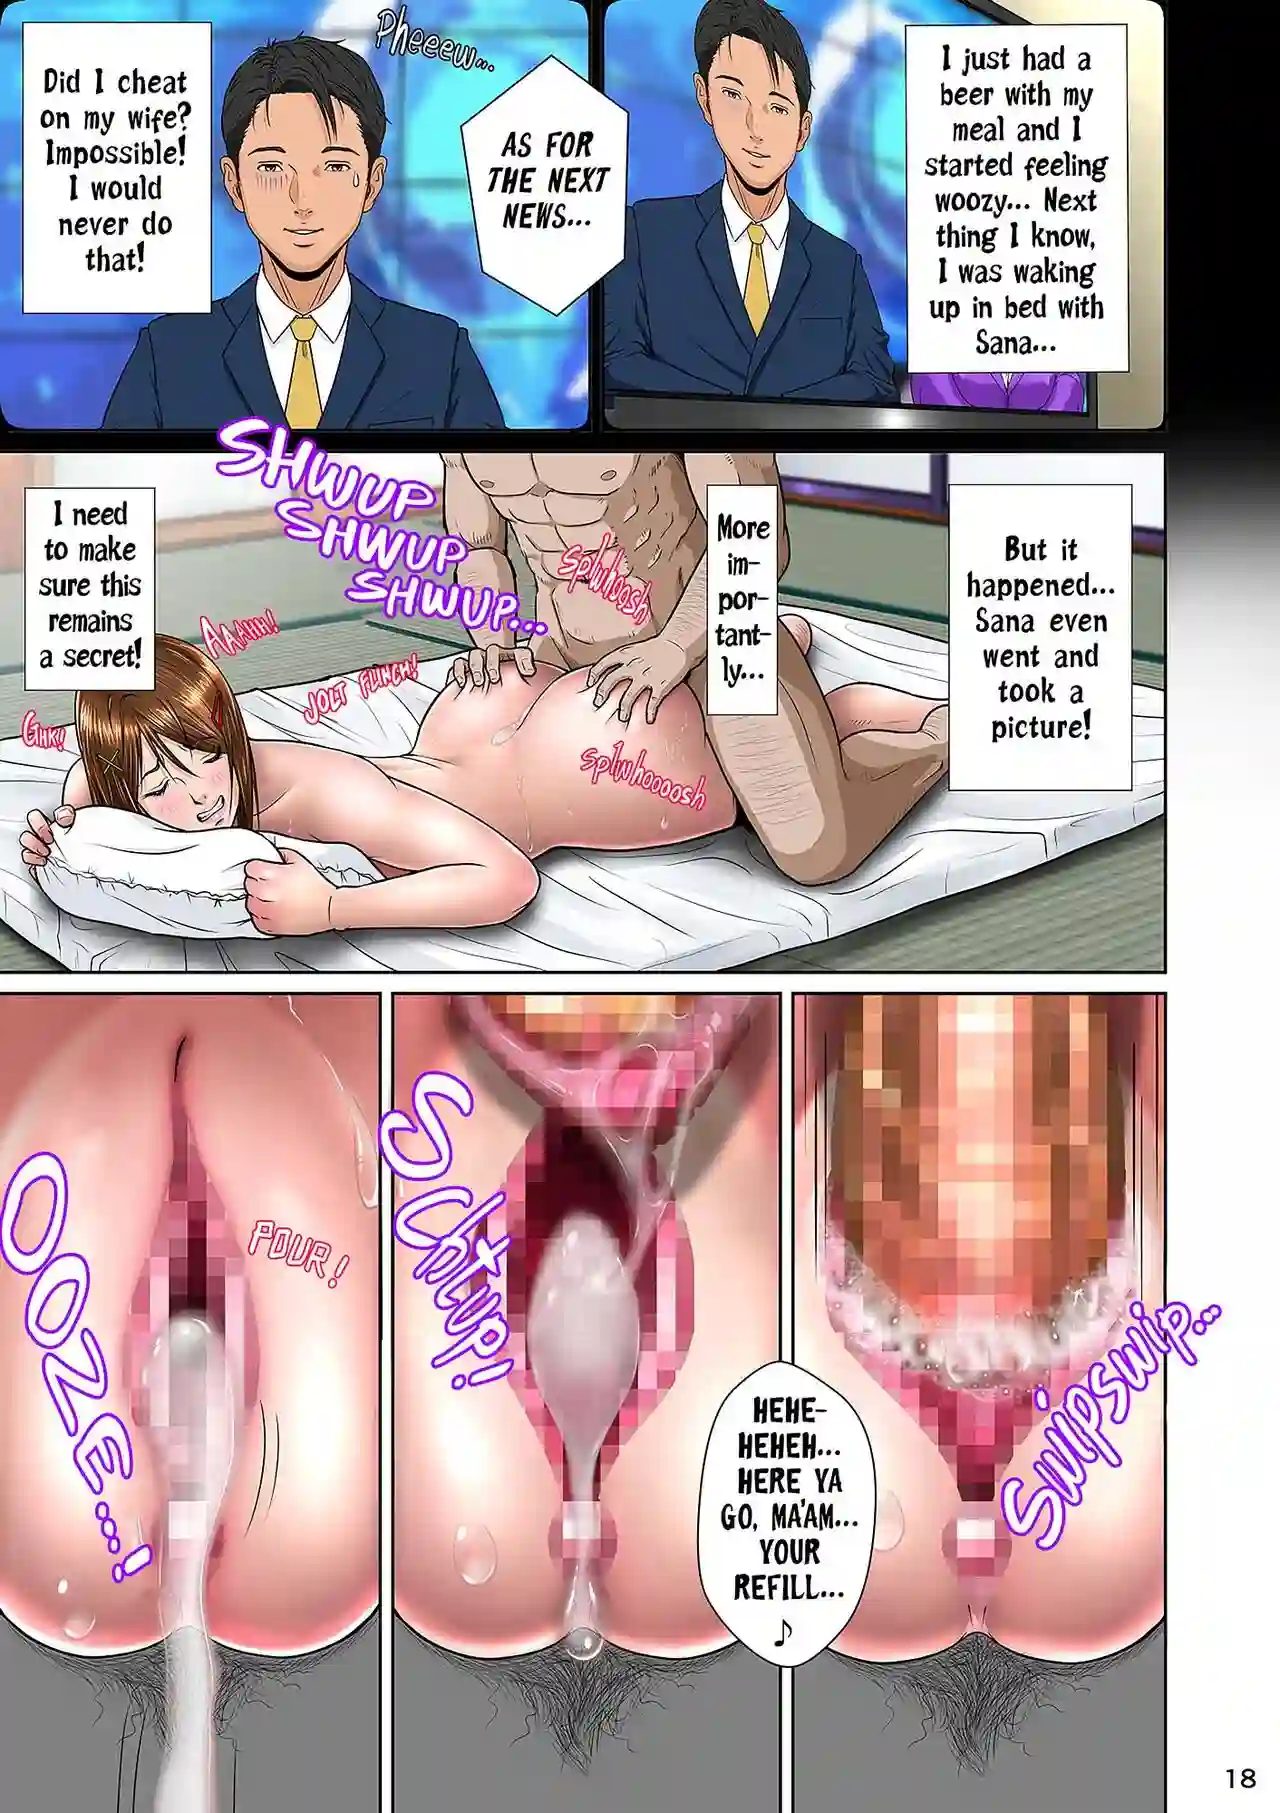 I just had a
beer with my
meal and I
started feeling
woozy... Next
thing I know,
I was waking
up in bed with
Sana...
Pheeew...
AS FOR
THE NEXT
NEWS...
Did I cheat
on my wife?
Impossible!
I would
never do
that!
But it
happened...
Sana even
went and
took a
picture!
More
im-
por-
tant-
ly...
Splwhoosh
SHWUP
SHWUP
SHWUP...
I need
to make
sure this
remains
a secret!
AAAHH!
JOLT FLINCH!
GHK!
splwhoooosh
Swipswip...
HEHE-
HEHEH...
HERE YA
GO, MA'AM...
YOUR
REFILL...
♪
POUR!
OOZE...!
18